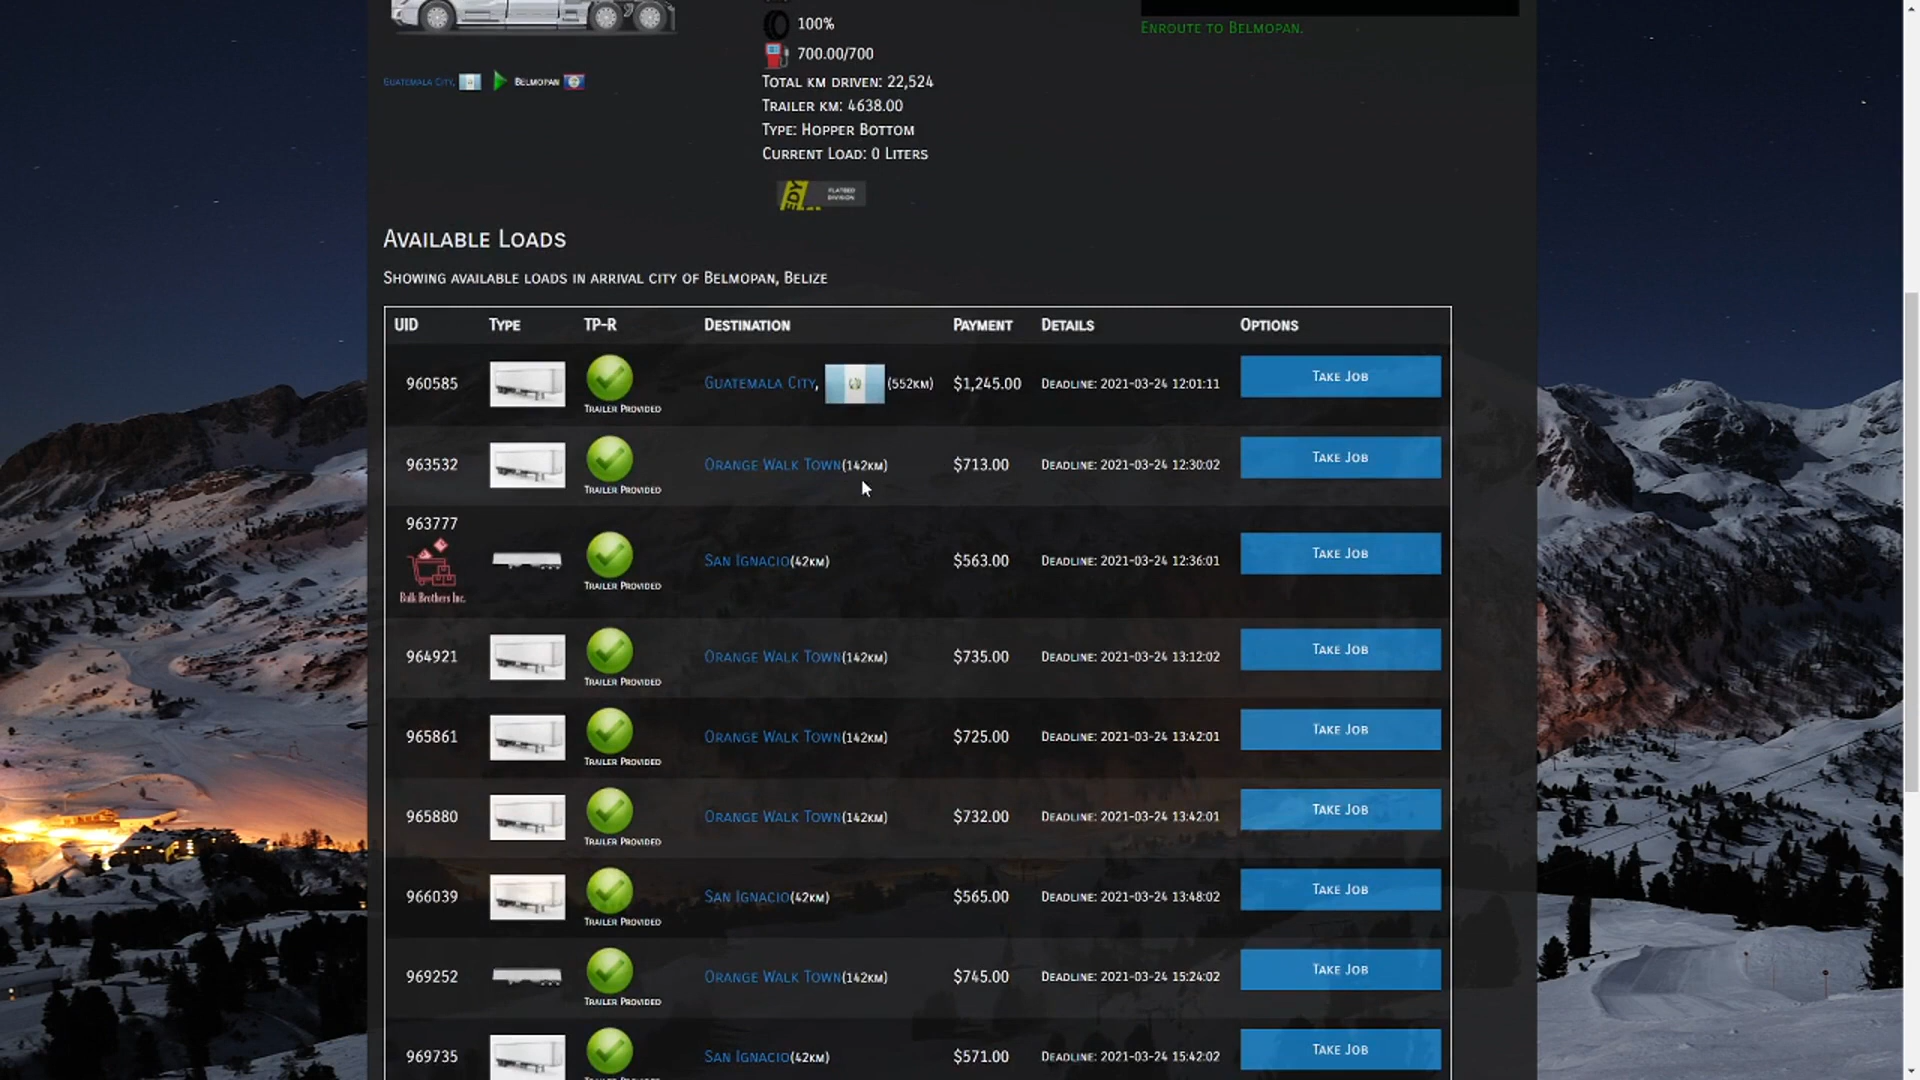 100%
700.00/700
Enroute to Belmopan.
Guatemala City, Belmopan
Total km driven: 22,524
Trailer km: 4638.00
Type: Hopper Bottom
Current Load: 0 Liters
EDY FLATBED DIVISION
Available Loads
Showing available loads in arrival city of Belmopan, Belize
UID Type TP-R Destination Payment Details Options
960585 Trailer Provided Guatemala City, (552km) $1,245.00 Deadline: 2021-03-24 12:01:11 Take Job
963532 Trailer Provided Orange Walk Town(142km) $713.00 Deadline: 2021-03-24 12:30:02 Take Job
963777 Bulk Brothers Inc. Trailer Provided San Ignacio(42km) $563.00 Deadline: 2021-03-24 12:36:01 Take Job
964921 Trailer Provided Orange Walk Town(142km) $735.00 Deadline: 2021-03-24 13:12:02 Take Job
965861 Trailer Provided Orange Walk Town(142km) $725.00 Deadline: 2021-03-24 13:42:01 Take Job
965880 Trailer Provided Orange Walk Town(142km) $732.00 Deadline: 2021-03-24 13:42:01 Take Job
966039 Trailer Provided San Ignacio(42km) $565.00 Deadline: 2021-03-24 13:48:02 Take Job
969252 Trailer Provided Orange Walk Town(142km) $745.00 Deadline: 2021-03-24 15:24:02 Take Job
969735 Trailer Provided San Ignacio(42km) $571.00 Deadline: 2021-03-24 15:42:02 Take Job